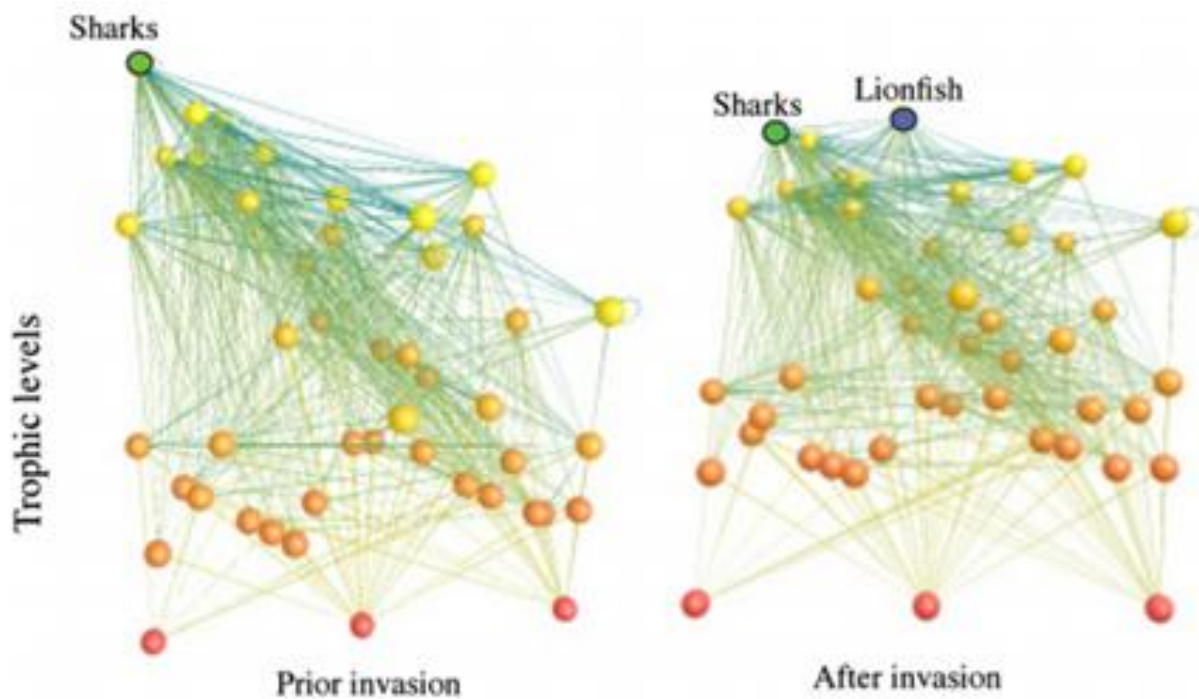 Sharks
Lionfish
Sharks
Trophic levels
Prior invasion
After invasion